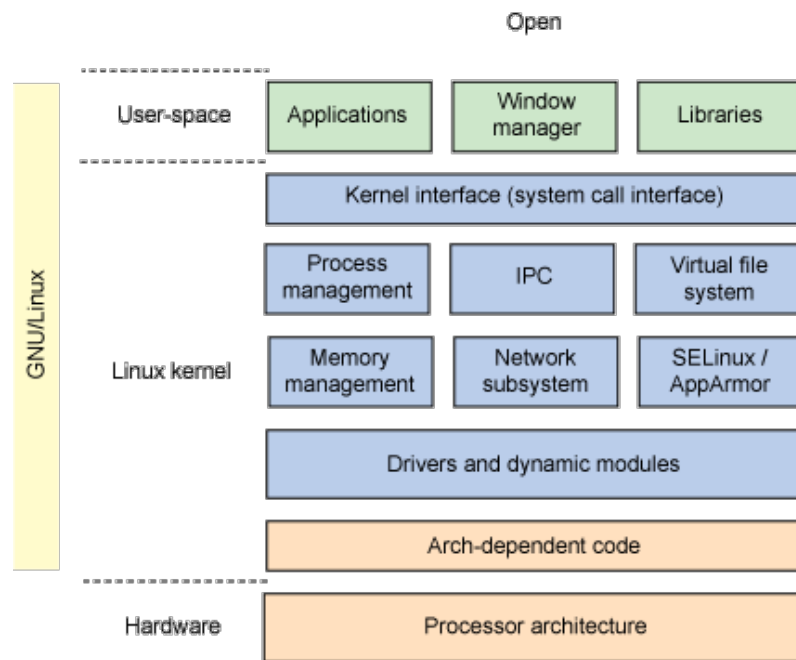 Open
GNU/Linux
User-space
Applications
Window
manager
Libraries
Kernel interface (system call interface)
Linux kernel
Process
management
IPC
Virtual file
system
Memory
management
Network
subsystem
SELinux /
AppArmor
Drivers and dynamic modules
Arch-dependent code
Hardware
Processor architecture